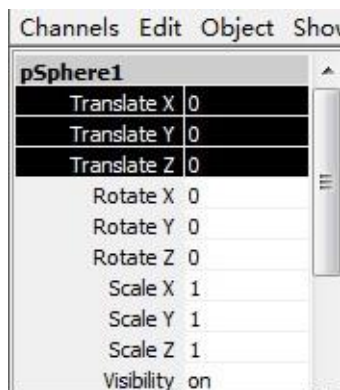 Channels Edit Object Show
pSphere1
Translate X 0
Translate Y 0
Translate Z 0
Rotate X 0
Rotate Y 0
Rotate Z 0
Scale X 1
Scale Y 1
Scale Z 1
Visibility on